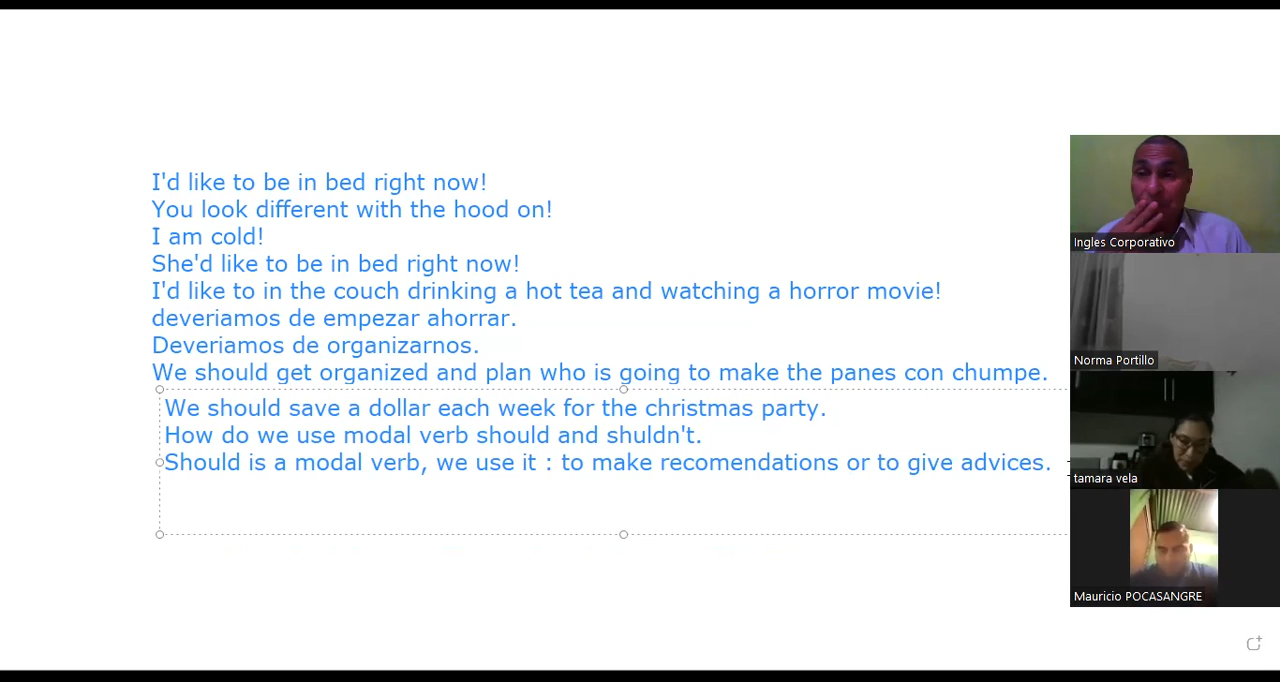 I'd like to be in bed right now!
You look different with the hood on!
I am cold!
She'd like to be in bed right now!
I'd like to in the couch drinking a hot tea and watching a horror movie!
deveriamos de empezar ahorrar.
Deveriamos de organizarnos.
We should get organized and plan who is going to make the panes con chumpe.
We should save a dollar each week for the christmas party.
How do we use modal verb should and shuldn't.
Should is a modal verb, we use it : to make recomendations or to give advices.
Ingles Corporativo
Norma Portillo
tamara vela
Mauricio POCASANGRE